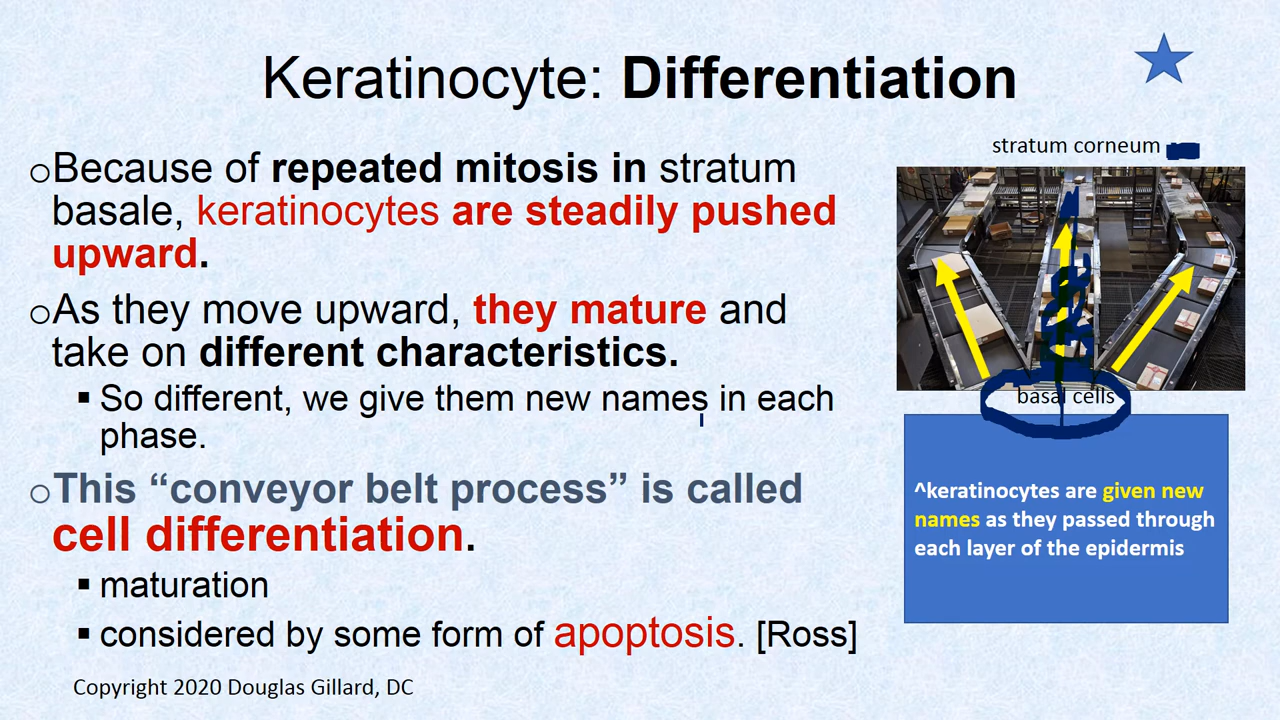 Keratinocyte: Differentiation
Because of repeated mitosis in stratum
basale, keratinocytes are steadily pushed
upward.
As they move upward, they mature and
take on different characteristics.
So different, we give them new names in each
phase.
This “conveyor belt process” is called
cell differentiation.
maturation
considered by some form of apoptosis. [Ross]
Copyright 2020 Douglas Gillard, DC
stratum corneum
basal cells
^keratinocytes are given new
names as they passed through
each layer of the epidermis